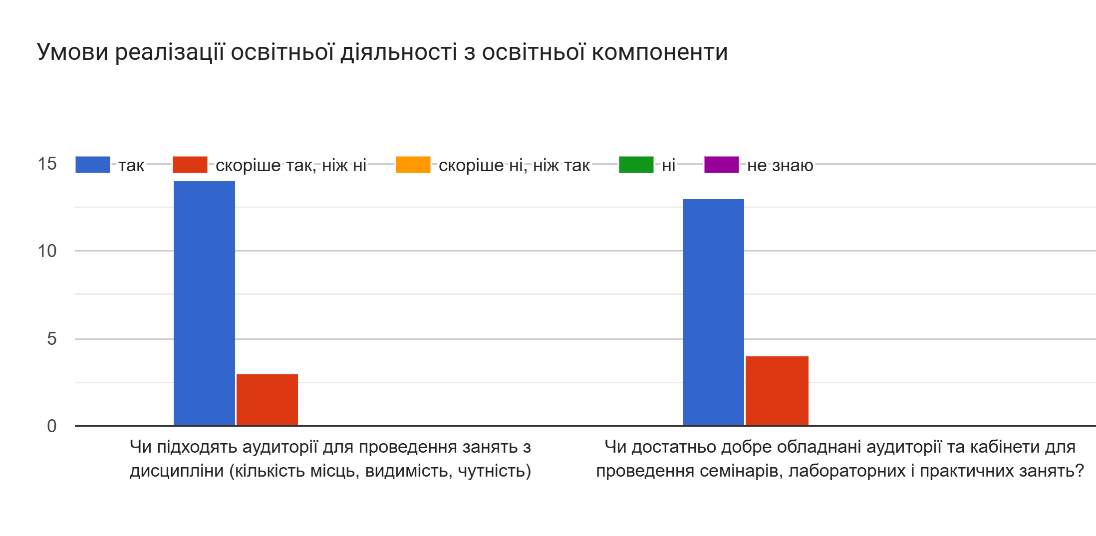 Умови реалізації освітньої діяльності з освітньої компоненти
15
так
скоріше так, ніж ні
скоріше ні, ніж так
ні
не знаю
10
5
0
Чи підходять аудиторії для проведення занять з
дисципліни (кількість місць, видимість, чутність)
Чи достатньо добре обладнані аудиторії та кабінети для
проведення семінарів, лабораторних і практичних занять?